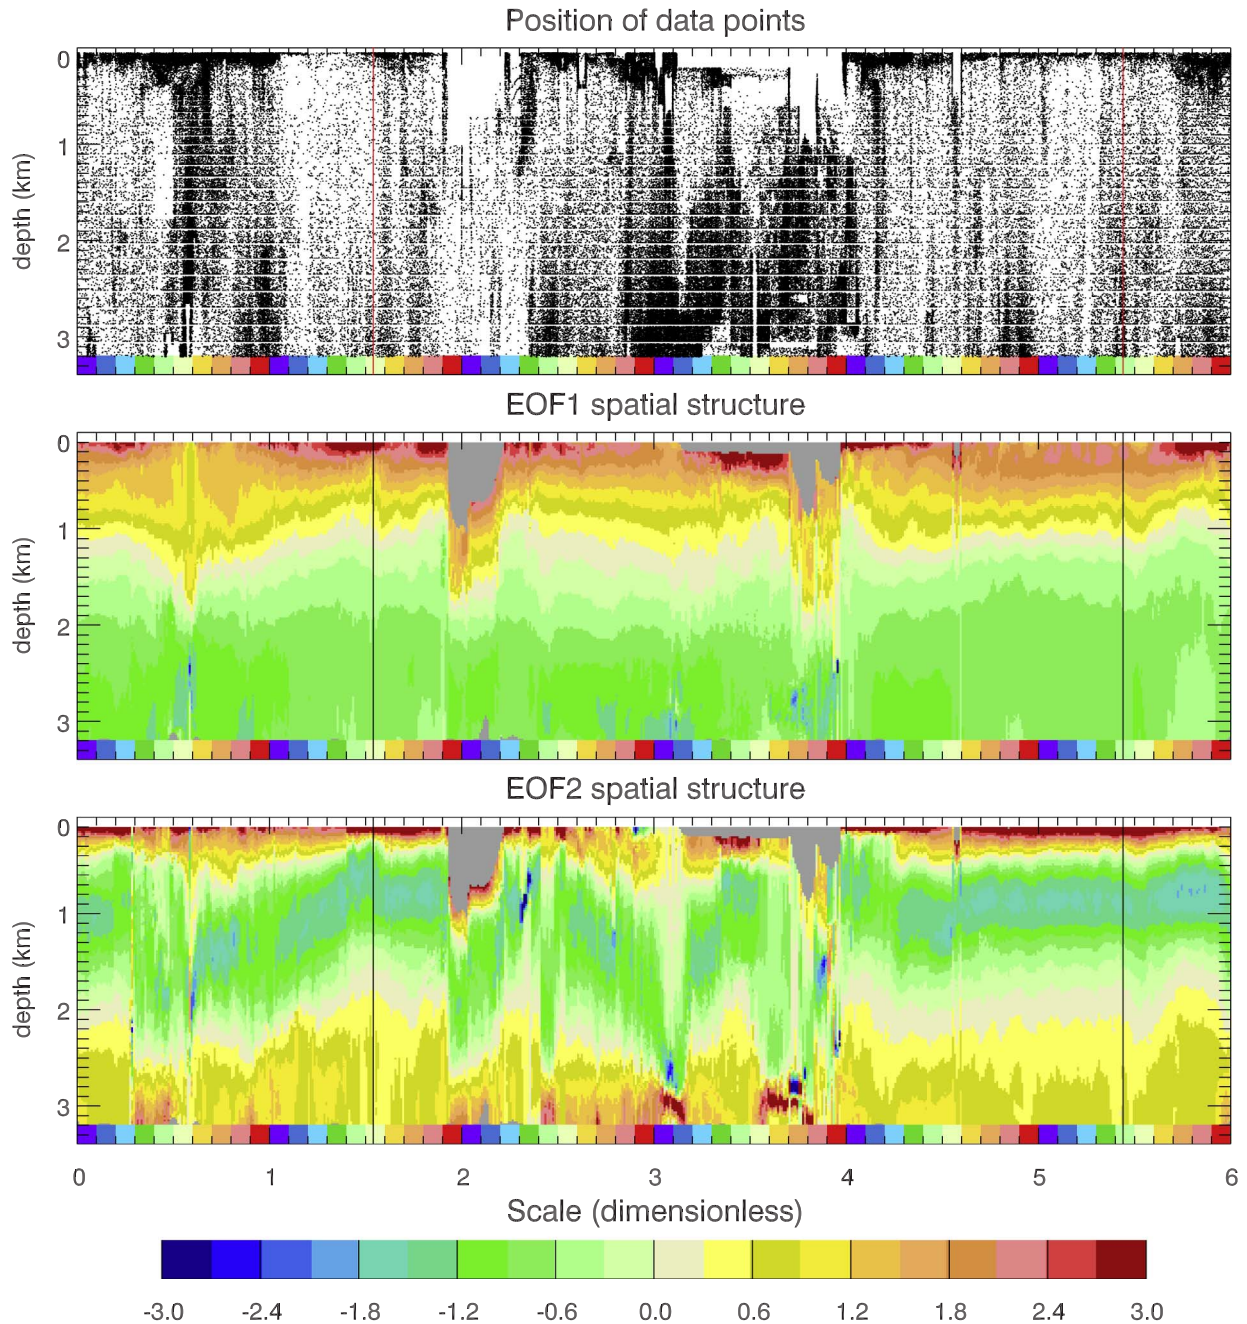 Position of data points
0
1
2
3
depth (km)
EOF1 spatial structure
0
1
2
3
depth (km)
EOF2 spatial structure
0
1
2
3
depth (km)
0 1 2 3 4 5 6
Scale (dimensionless)
-3.0 -2.4 -1.8 -1.2 -0.6 0.0 0.6 1.2 1.8 2.4 3.0